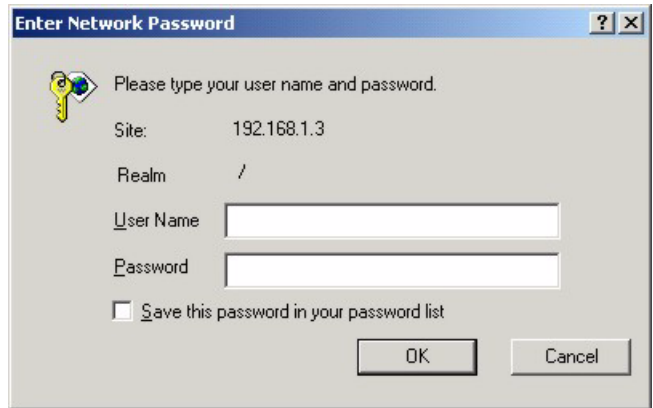 Enter Network Password
Please type your user name and password.
Site: 192.168.1.3
Realm /
User Name
Password
Save this password in your password list
OK Cancel